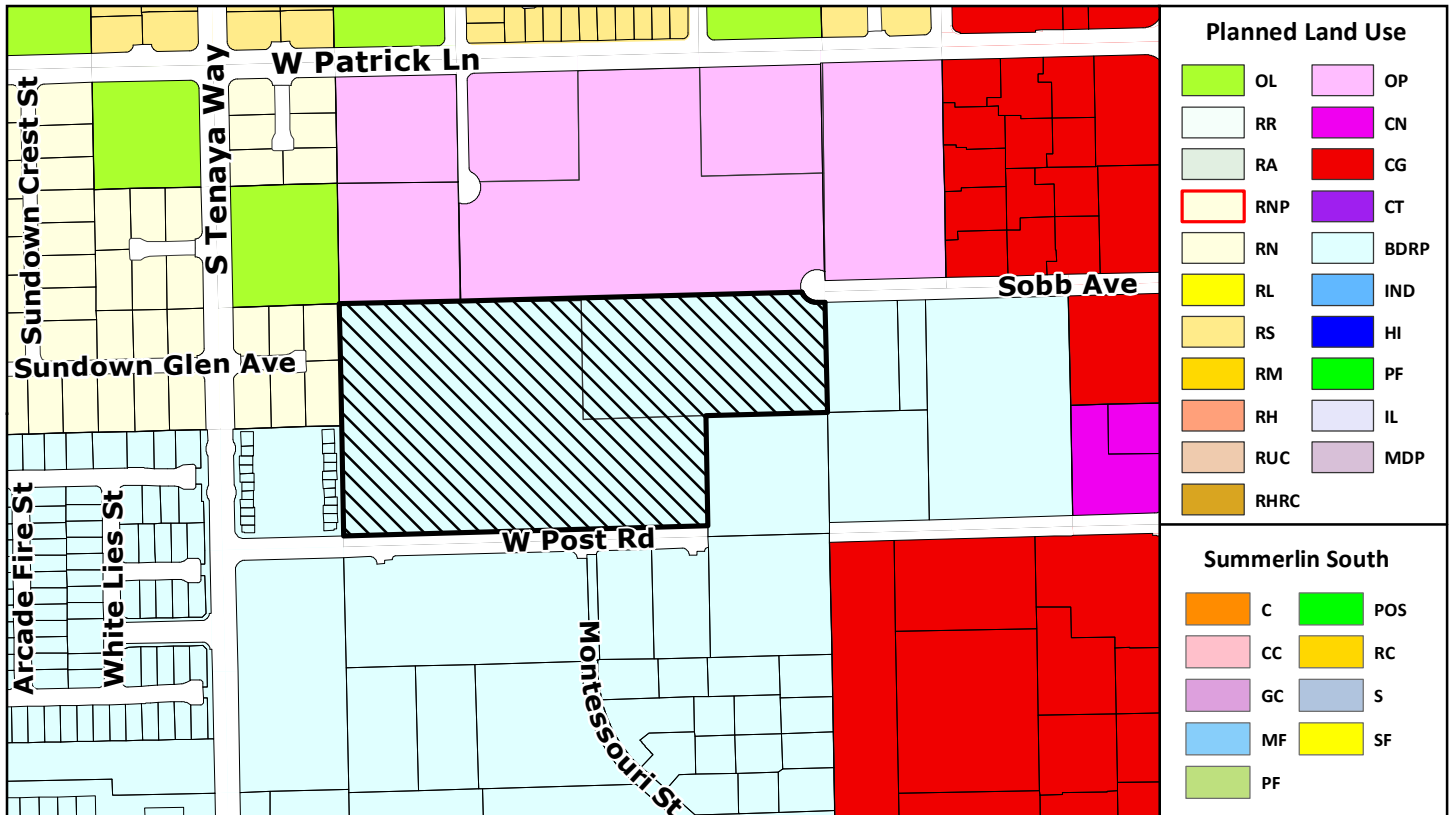 W Patrick Ln
S Tenaya Way
Sundown Crest St
Sobb Ave
Sundown Glen Ave
W Post Rd
Arcade Fire St
White Lies St
Montessouri St
Planned Land Use
OL OP
RR CN
RA CG
RNP CT
RN BDRP
RL IND
RS HI
RM PF
RH IL
RUC MDP
RHRC
Summerlin South
C POS
CC RC
GC S
MF SF
PF